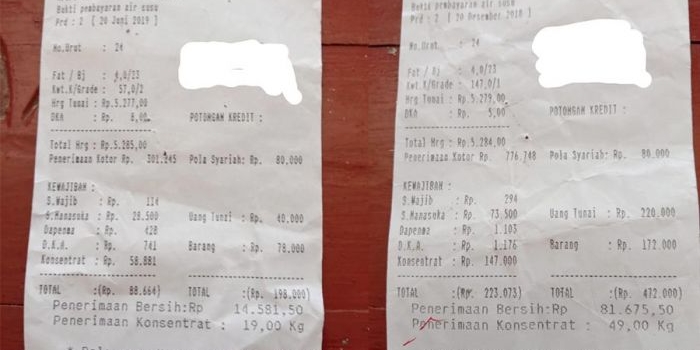 Bukti pembayaran air susu
Prd : 2 [ 20 Juni 2019 ]
No.Urut : 24
Fat / Bj : 4,0/23
Kwt.K/Grade : 57,0/2
Hrg Tunai : Rp.5.277,00
DKA : Rp. 8,00
POTONGAN KREDIT :
Total Hrg : Rp.5.285,00
Penerimaan Kotor Rp. 301.245 Pola Syariah: Rp. 80,000
KEWAJIBAN :
S.Wajib : Rp. 114
S.Manasuka : Rp. 28.500 Uang Tunai : Rp. 40,000
Dapenma : Rp. 428
D.K.A. : Rp. 741 Barang : Rp. 78,000
Konsentrat : Rp. 58.881
TOTAL :(Rp. 88.664) TOTAL :(Rp. 198.000)
Penerimaan Bersih:Rp 14.581,50
Penerimaan Konsentrat : 19,00 Kg
Bukti pembayaran air susu
Prd : 2 [ 20 Desember 2018 ]
No.Urut : 24
Fat / Bj : 4,0/23
Kwt.K/Grade : 147,0/1
Hrg Tunai : Rp.5.279,00
DKA : Rp. 5,00
POTONGAN KREDIT :
Total Hrg : Rp.5.284,00
Penerimaan Kotor Rp. 776,748 Pola Syariah: Rp. 80,000
KEWAJIBAN :
S.Wajib : Rp. 294
S.Manasuka : Rp. 73,500 Uang Tunai : Rp. 220,000
Dapenma : Rp. 1.103
D.K.A. : Rp. 1.176 Barang : Rp. 172,000
Konsentrat : Rp. 147.000
TOTAL :(Rp. 223.073) TOTAL :(Rp. 472.000)
Penerimaan Bersih:Rp 81.675,50
Penerimaan Konsentrat : 49,00 Kg